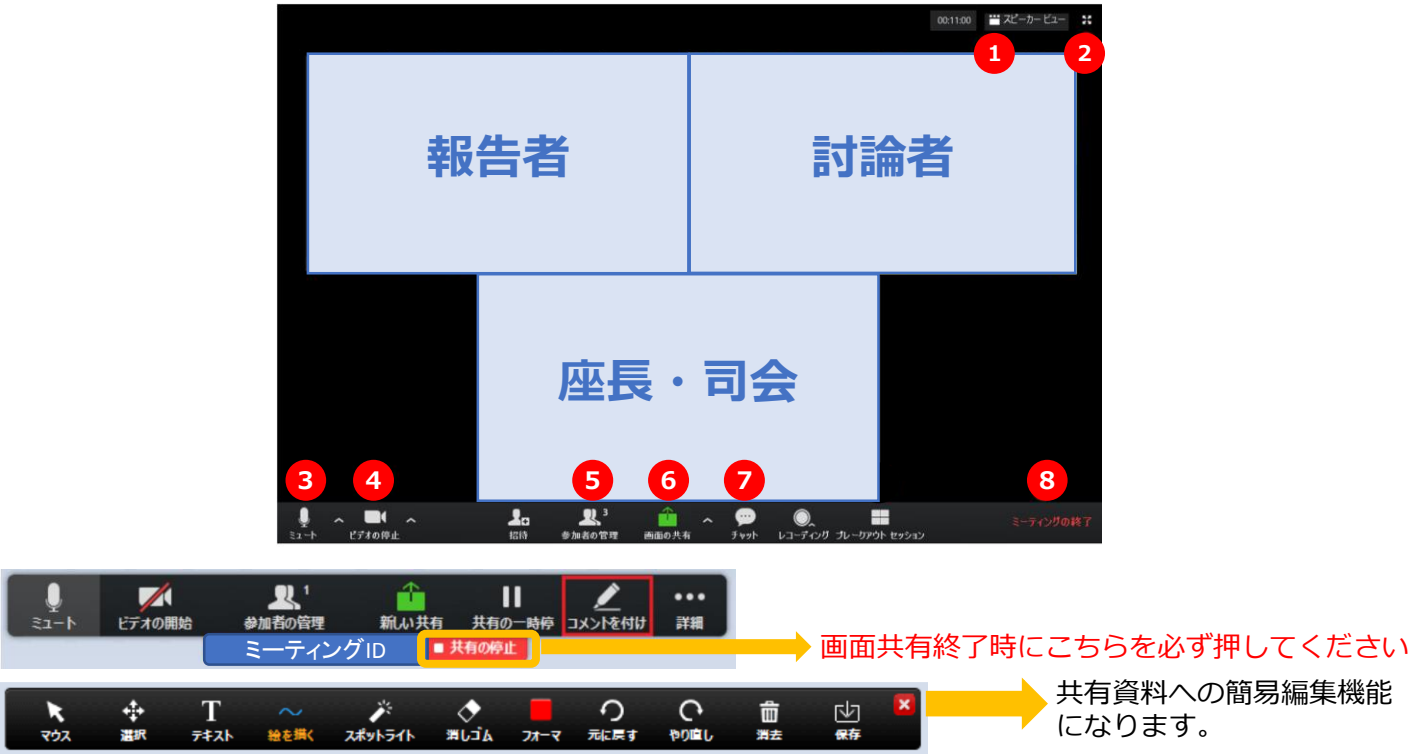 00:11:00 スピーカー ビュー
1 2
報告者 討論者
座長・司会
3 4 5 6 7 8
3
ミュート ビデオの停止 招待 参加者の管理 画面の共有 チャット レコーディング ブレークアウト セッション ミーティングの終了
1
ミュート ビデオの開始 参加者の管理 新しい共有 共有の一時停 コメントを付け 詳細
ミーティングID 共有の停止
画面共有終了時にこちらを必ず押してください
共有資料への簡易編集機能
になります。
T
マウス 選択 テキスト 絵を描く スポットライト 消しゴム フォーマ 元に戻す やり直し 消去 保存